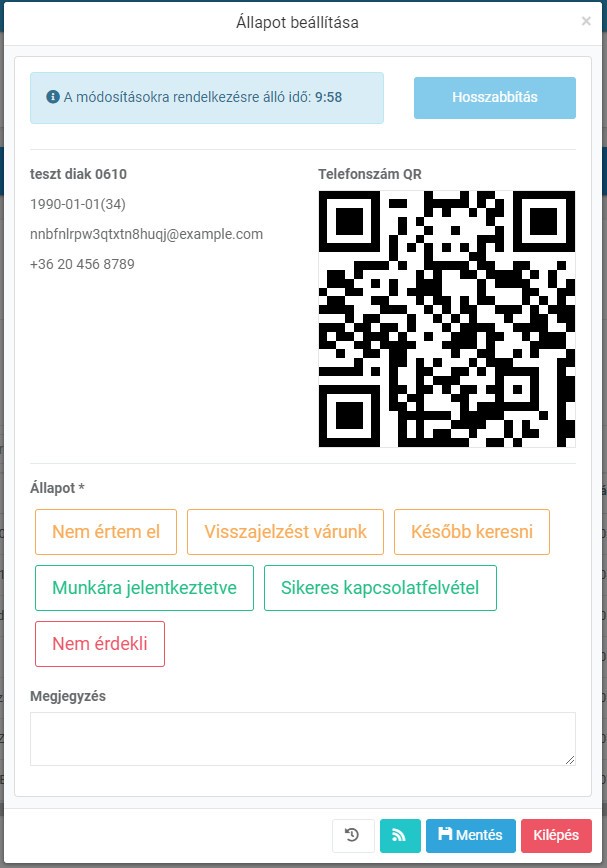 Állapot beállítása
×
A módosításokra rendelkezésre álló idő: 9:58
Hosszabbítás
teszt diak 0610
1990-01-01(34)
nnbfnlrpw3qtxtn8huqj@example.com
+36 20 456 8789
Telefonszám QR
Állapot *
Nem értem el
Visszajelzést várunk
Később keresni
Munkára jelentkeztetve
Sikeres kapcsolatfelvétel
Nem érdekli
Megjegyzés
Mentés
Kilépés